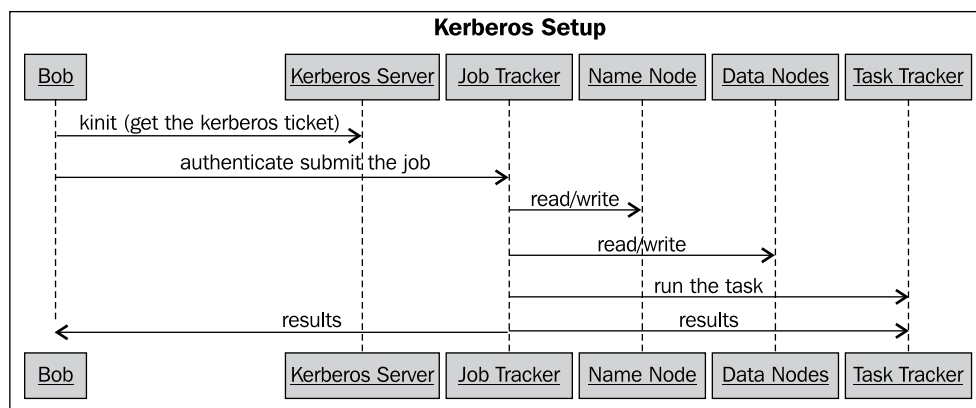 Kerberos Setup
Bob
Kerberos Server
Job Tracker
Name Node
Data Nodes
Task Tracker
kinit (get the kerberos ticket)
authenticate submit the job
read/write
read/write
run the task
results
results
Bob
Kerberos Server
Job Tracker
Name Node
Data Nodes
Task Tracker